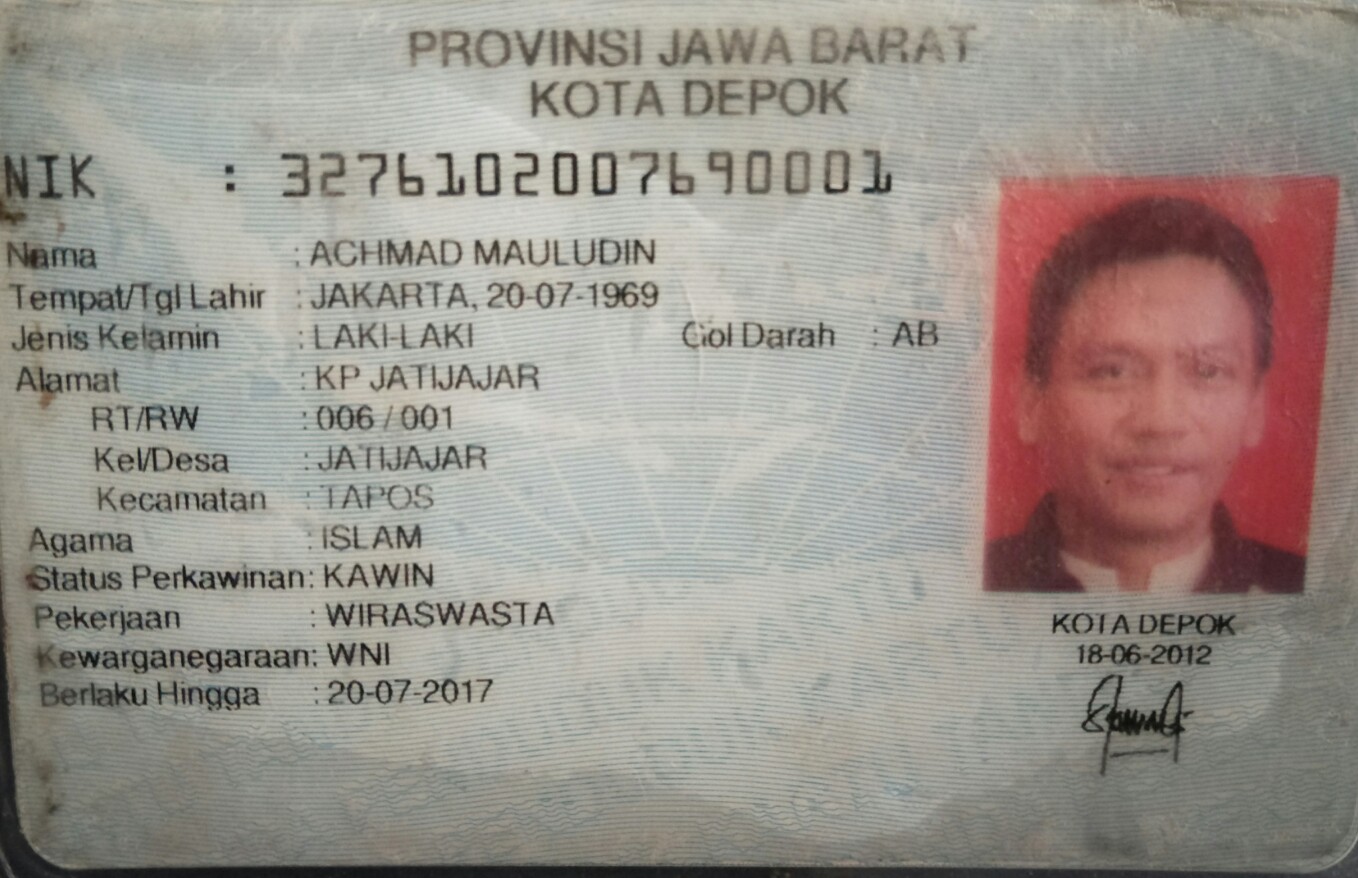 PROVINSI JAWA BARAT
KOTA DEPOK
NIK : 3276102007690001
Nama : ACHMAD MAULUDIN
Tempat/Tgl Lahir : JAKARTA, 20-07-1969
Jenis Kelamin : LAKI-LAKI Gol Darah : AB
Alamat : KP JATIJAJAR
RT/RW : 006 / 001
Kel/Desa : JATIJAJAR
Kecamatan : TAPOS
Agama : ISLAM
Status Perkawinan: KAWIN
Pekerjaan : WIRASWASTA
Kewarganegaraan: WNI
Berlaku Hingga : 20-07-2017
KOTA DEPOK
18-06-2012